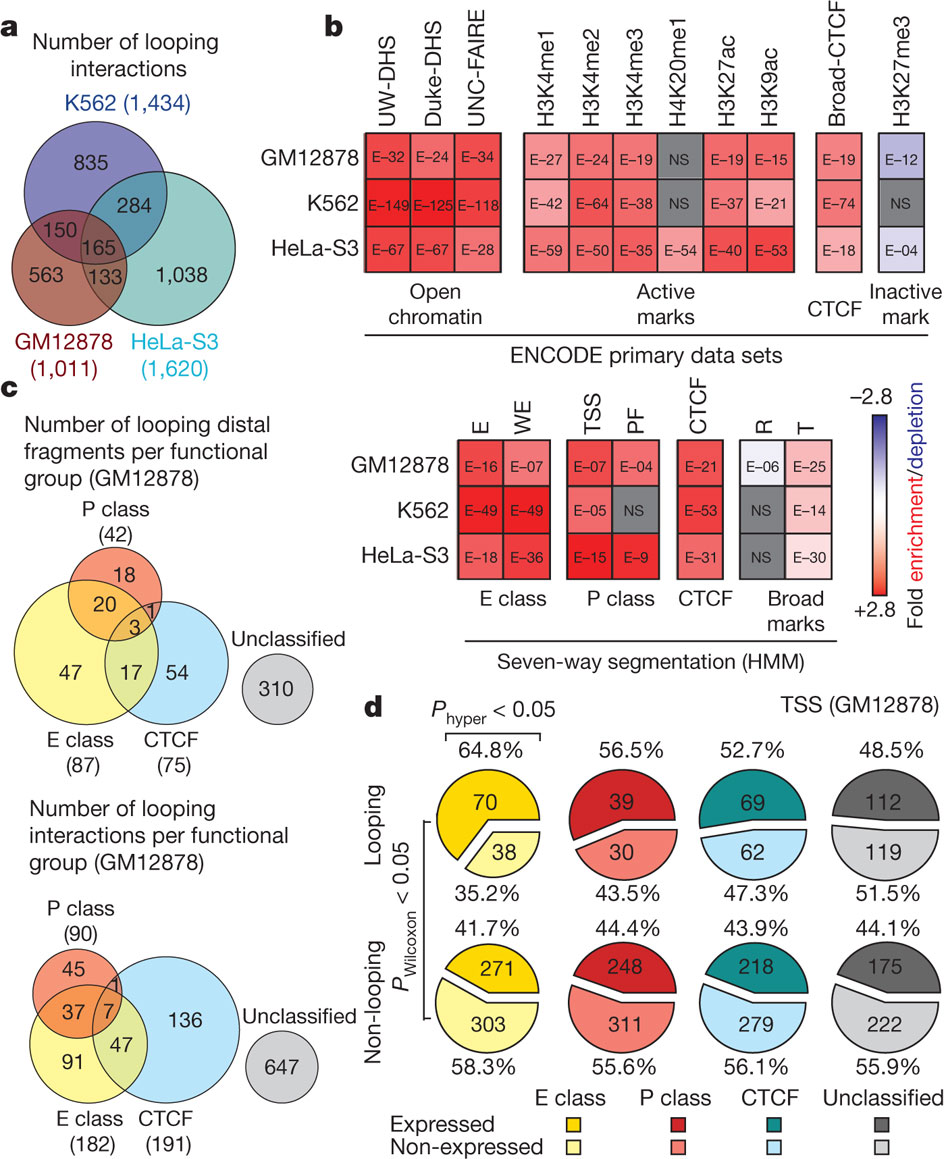 a
Number of looping
interactions
K562 (1,434)
835
284
150
165
563
133
1,038
GM12878
(1,011)
HeLa-S3
(1,620)
b
UW-DHS
Duke-DHS
UNC-FAIRE
H3K4me1
H3K4me2
H3K4me3
H4K20me1
H3K27ac
H3K9ac
Broad-CTCF
H3K27me3
GM12878 E–32 E–24 E–34 E–27 E–24 E–19 NS E–19 E–15 E–19 E–12
K562 E–149 E–125 E–118 E–42 E–64 E–38 NS E–37 E–21 E–74 NS
HeLa-S3 E–67 E–67 E–28 E–59 E–50 E–35 E–54 E–40 E–53 E–18 E–04
Open
chromatin
Active
marks
CTCF
Inactive
mark
ENCODE primary data sets
E
WE
TSS
PF
CTCF
R
T
GM12878 E–16 E–07 E–07 E–04 E–21 E–06 E–25
K562 E–49 E–49 E–05 NS E–53 NS E–14
HeLa-S3 E–18 E–36 E–15 E–9 E–31 NS E–30
E class
P class
CTCF
Broad
marks
Seven-way segmentation (HMM)
–2.8
+2.8
Fold enrichment/depletion
c
Number of looping distal
fragments per functional
group (GM12878)
P class
(42)
18
20
1
3
47
17
54
Unclassified
310
E class
(87)
CTCF
(75)
Number of looping
interactions per functional
group (GM12878)
P class
(90)
45
1
37
7
136
91
47
Unclassified
647
E class
(182)
CTCF
(191)
d
Phyper < 0.05
TSS (GM12878)
64.8% 56.5% 52.7% 48.5%
Looping
70 39 69 112
38 30 62 119
35.2% 43.5% 47.3% 51.5%
PWilcoxon < 0.05
41.7% 44.4% 43.9% 44.1%
Non-looping
271 248 218 175
303 311 279 222
58.3% 55.6% 56.1% 55.9%
E class P class CTCF Unclassified
Expressed
Non-expressed